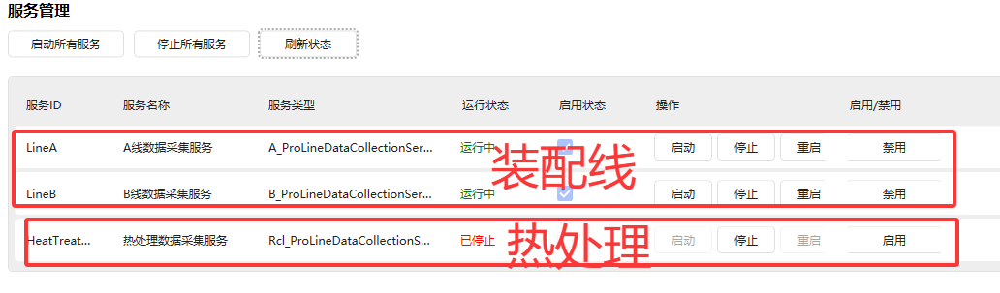 服务管理
启动所有服务 停止所有服务 刷新状态
服务ID 服务名称 服务类型 运行状态 启用状态 操作 启用/禁用
LineA A线数据采集服务 A_ProLineDataCollectionSer... 运行中 启动 停止 重启 禁用
装配线
LineB B线数据采集服务 B_ProLineDataCollectionSer... 运行中 启动 停止 重启 禁用
HeatTreat... 热处理数据采集服务 Rcl_ProLineDataCollectionS... 已停止 启动 停止 重启 启用
热处理